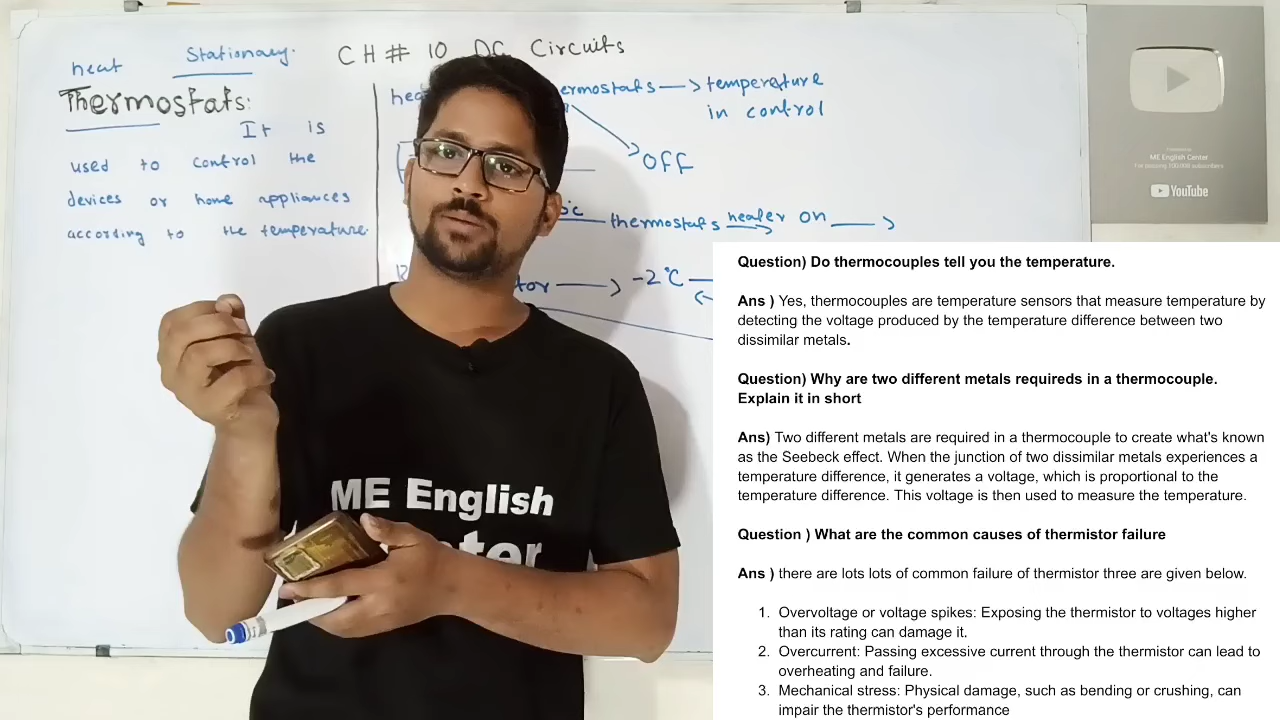 heat Stationary.
CH# 10 DC Circuits
Thermostats:
It is
used to control the
devices or home appliances
according to the temperature.
temperature
in control
OFF
thermostats heater on
-2°C
Presented to
ME English Center
For passing 100,000 subscribers
YouTube
ME English
Question) Do thermocouples tell you the temperature.
Ans ) Yes, thermocouples are temperature sensors that measure temperature by
detecting the voltage produced by the temperature difference between two
dissimilar metals.
Question) Why are two different metals requireds in a thermocouple.
Explain it in short
Ans) Two different metals are required in a thermocouple to create what's known
as the Seebeck effect. When the junction of two dissimilar metals experiences a
temperature difference, it generates a voltage, which is proportional to the
temperature difference. This voltage is then used to measure the temperature.
Question ) What are the common causes of thermistor failure
Ans ) there are lots lots of common failure of thermistor three are given below.
1. Overvoltage or voltage spikes: Exposing the thermistor to voltages higher
than its rating can damage it.
2. Overcurrent: Passing excessive current through the thermistor can lead to
overheating and failure.
3. Mechanical stress: Physical damage, such as bending or crushing, can
impair the thermistor's performance